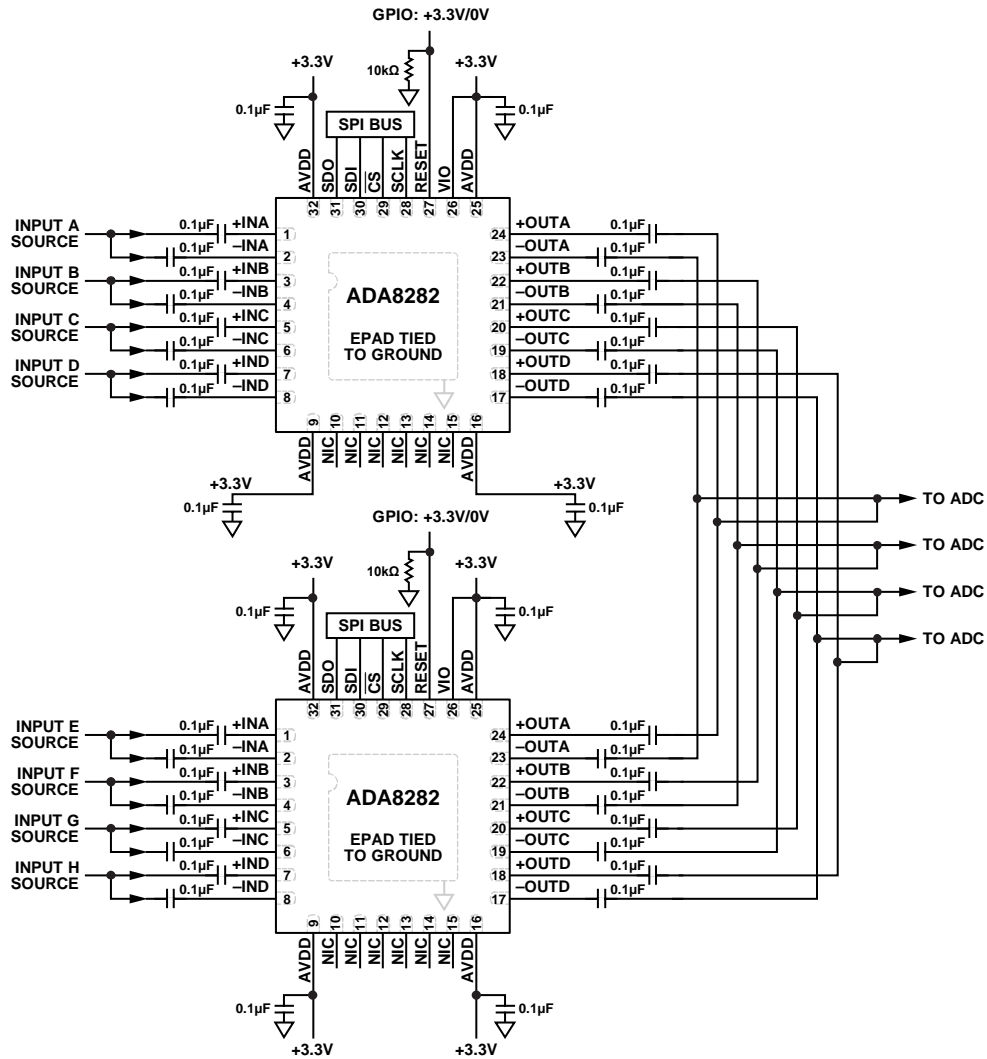 GPIO: +3.3V/0V
+3.3V
10kΩ
+3.3V
0.1µF
0.1µF
SPI BUS
AVDD
SDO
SDI
CS
SCLK
RESET
VIO
AVDD
32
31
30
29
28
27
26
25
INPUT A
SOURCE
0.1µF
+INA
1
0.1µF
–INA
2
INPUT B
SOURCE
0.1µF
+INB
3
0.1µF
–INB
4
INPUT C
SOURCE
0.1µF
+INC
5
0.1µF
–INC
6
INPUT D
SOURCE
0.1µF
+IND
7
0.1µF
–IND
8
ADA8282
EPAD TIED
TO GROUND
24
+OUTA
0.1µF
23
–OUTA
0.1µF
22
+OUTB
0.1µF
21
–OUTB
0.1µF
20
+OUTC
0.1µF
19
–OUTC
0.1µF
18
+OUTD
0.1µF
17
–OUTD
0.1µF
9
10
11
12
13
14
15
16
AVDD
NIC
NIC
NIC
NIC
NIC
NIC
AVDD
+3.3V
0.1µF
+3.3V
0.1µF
TO ADC
TO ADC
TO ADC
TO ADC
GPIO: +3.3V/0V
+3.3V
10kΩ
+3.3V
0.1µF
0.1µF
SPI BUS
AVDD
SDO
SDI
CS
SCLK
RESET
VIO
AVDD
32
31
30
29
28
27
26
25
INPUT E
SOURCE
0.1µF
+INA
1
0.1µF
–INA
2
INPUT F
SOURCE
0.1µF
+INB
3
0.1µF
–INB
4
INPUT G
SOURCE
0.1µF
+INC
5
0.1µF
–INC
6
INPUT H
SOURCE
0.1µF
+IND
7
0.1µF
–IND
8
ADA8282
EPAD TIED
TO GROUND
24
+OUTA
0.1µF
23
–OUTA
0.1µF
22
+OUTB
0.1µF
21
–OUTB
0.1µF
20
+OUTC
0.1µF
19
–OUTC
0.1µF
18
+OUTD
0.1µF
17
–OUTD
0.1µF
9
10
11
12
13
14
15
16
AVDD
NIC
NIC
NIC
NIC
NIC
NIC
AVDD
0.1µF
0.1µF
+3.3V
+3.3V